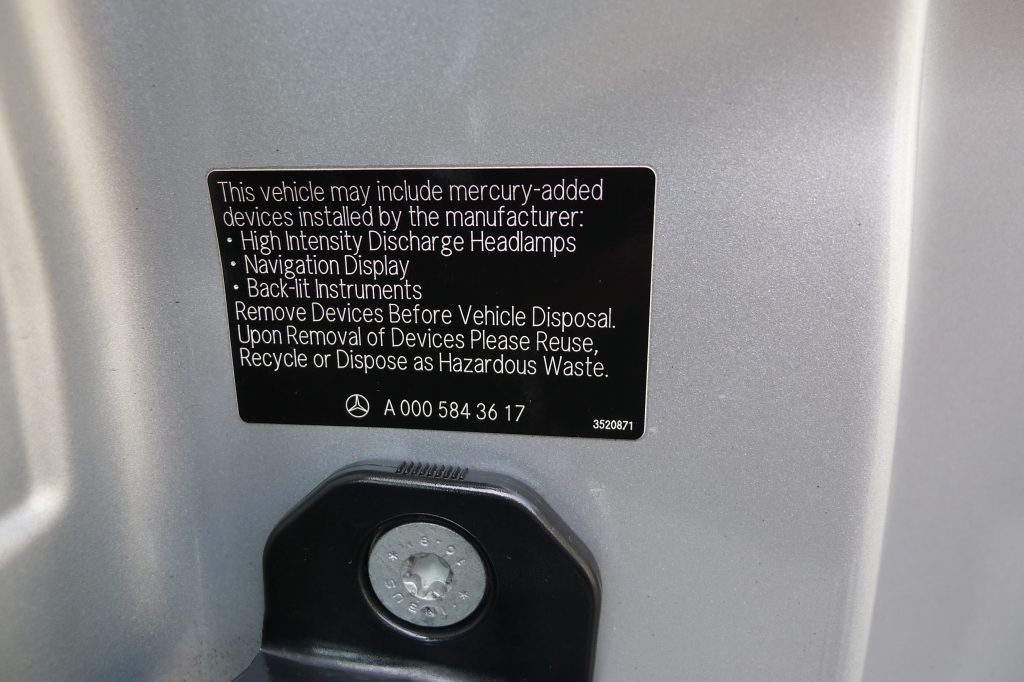 This vehicle may include mercury-added
devices installed by the manufacturer:
• High Intensity Discharge Headlamps
• Navigation Display
• Back-lit Instruments
Remove Devices Before Vehicle Disposal.
Upon Removal of Devices Please Reuse,
Recycle or Dispose as Hazardous Waste.
A 000 584 36 17
3520871